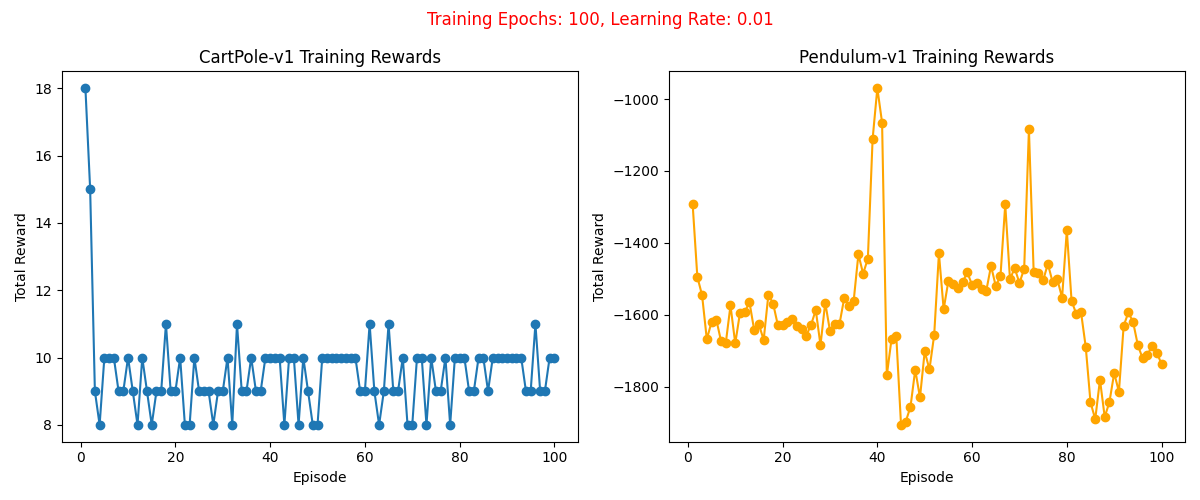 Training Epochs: 100, Learning Rate: 0.01
CartPole-v1 Training Rewards
Total Reward
18
16
14
12
10
8
0 20 40 60 80 100
Episode
Pendulum-v1 Training Rewards
Total Reward
−1000
−1200
−1400
−1600
−1800
0 20 40 60 80 100
Episode